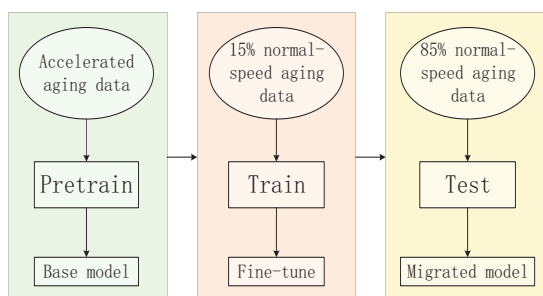 Accelerated
aging data
Pretrain
Base model
15% normal-
speed aging
data
Train
Fine-tune
85% normal-
speed aging
data
Test
Migrated model